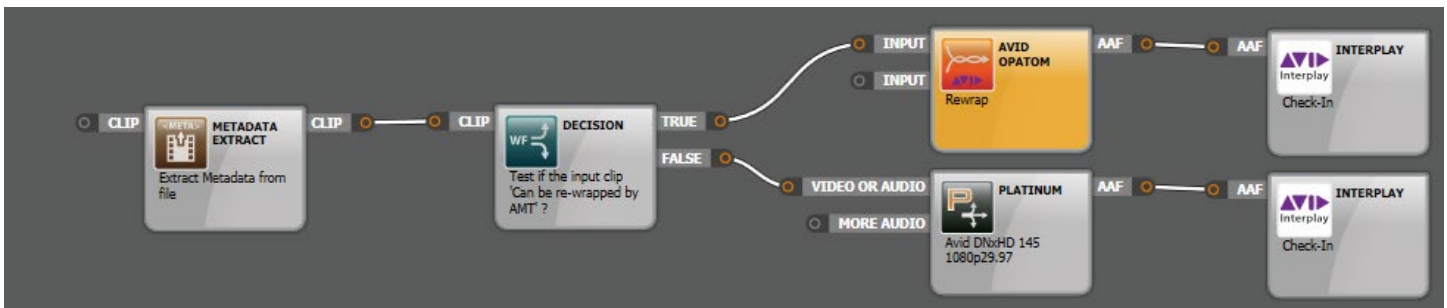 CLIP
<META>
METADATA
EXTRACT
Extract Metadata from
file
CLIP
CLIP
WF
DECISION
Test if the input clip
'Can be re-wrapped by
AMT' ?
TRUE
FALSE
INPUT
INPUT
AVID
AVID
OPATOM
Rewrap
AAF
AAF
AVID
Interplay
INTERPLAY
Check-In
VIDEO OR AUDIO
MORE AUDIO
P
PLATINUM
Avid DNxHD 145
1080p29.97
AAF
AAF
AVID
Interplay
INTERPLAY
Check-In